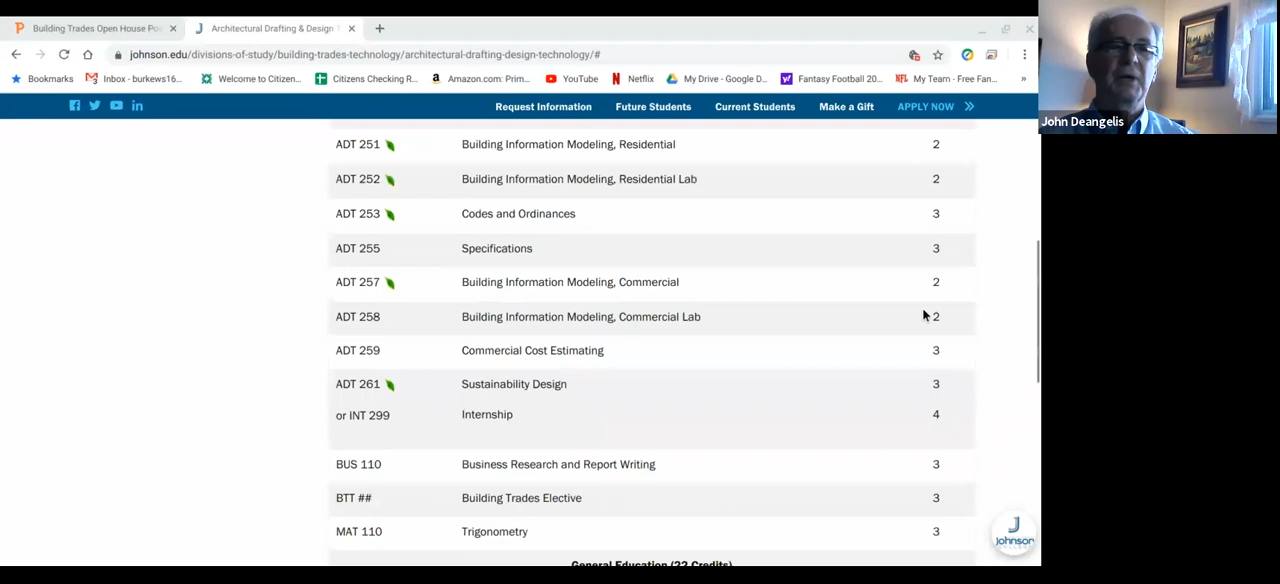 Building Trades Open House Po
Architectural Drafting & Design
johnson.edu/divisions-of-study/building-trades-technology/architectural-drafting-design-technology/#
Bookmarks
Inbox - burkews16...
Welcome to Citizen...
Citizens Checking R...
Amazon.com: Prim...
YouTube
Netflix
My Drive - Google D...
Fantasy Football 20...
My Team - Free Fan...
Request Information Future Students Current Students Make a Gift APPLY NOW
John Deangelis
ADT 251 Building Information Modeling, Residential 2
ADT 252 Building Information Modeling, Residential Lab 2
ADT 253 Codes and Ordinances 3
ADT 255 Specifications 3
ADT 257 Building Information Modeling, Commercial 2
ADT 258 Building Information Modeling, Commercial Lab 2
ADT 259 Commercial Cost Estimating 3
ADT 261 Sustainability Design 3
or INT 299 Internship 4
BUS 110 Business Research and Report Writing 3
BTT ## Building Trades Elective 3
MAT 110 Trigonometry 3
General Education (22 Credits)
J
Johnson